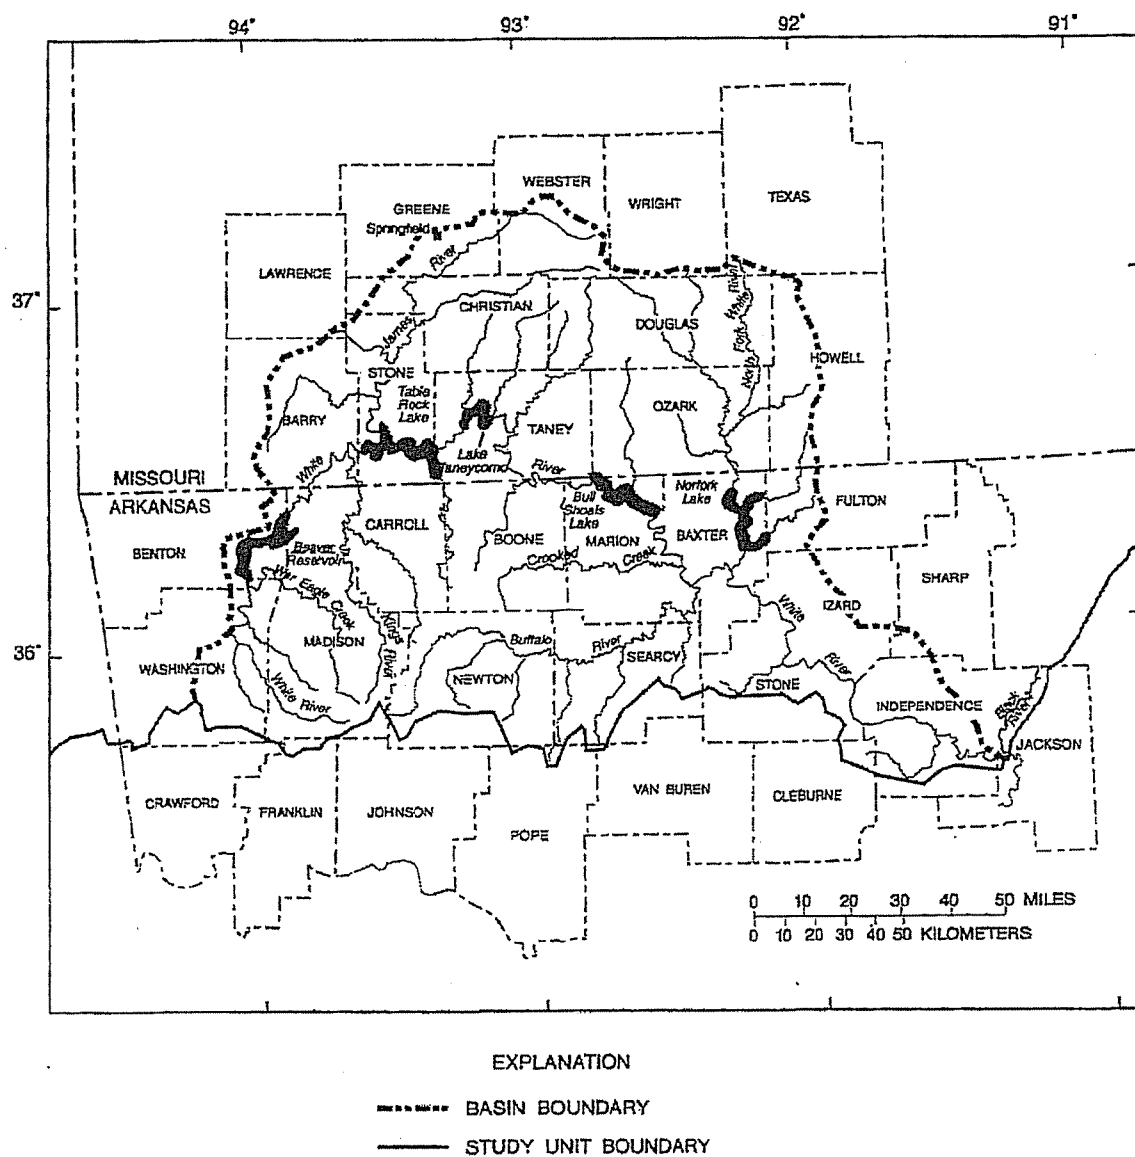 94° 93° 92° 91°
WEBSTER
TEXAS
GREENE
WRIGHT
Springfield
River
LAWRENCE
White River
37°
CHRISTIAN
James
DOUGLAS
North Fork
HOWELL
STONE
Table
Rock
Lake
BARRY
OZARK
TANEY
Lake
Taneycomo
White
River
MISSOURI
ARKANSAS
Norfork
Lake
Bull
Shoals
Lake
FULTON
CARROLL
BENTON
BOONE
MARION
BAXTER
Beaver
Reservoir
Crooked Creek
War Eagle Creek
SHARP
IZARD
White
River
MADISON
Kings River
Buffalo River
36°
SEARCY
WASHINGTON
NEWTON
STONE
White River
INDEPENDENCE
Black River
JACKSON
VAN BUREN
CLEBURNE
CRAWFORD
FRANKLIN
JOHNSON
POPE
0 10 20 30 40 50 MILES
0 10 20 30 40 50 KILOMETERS
EXPLANATION
BASIN BOUNDARY
STUDY UNIT BOUNDARY